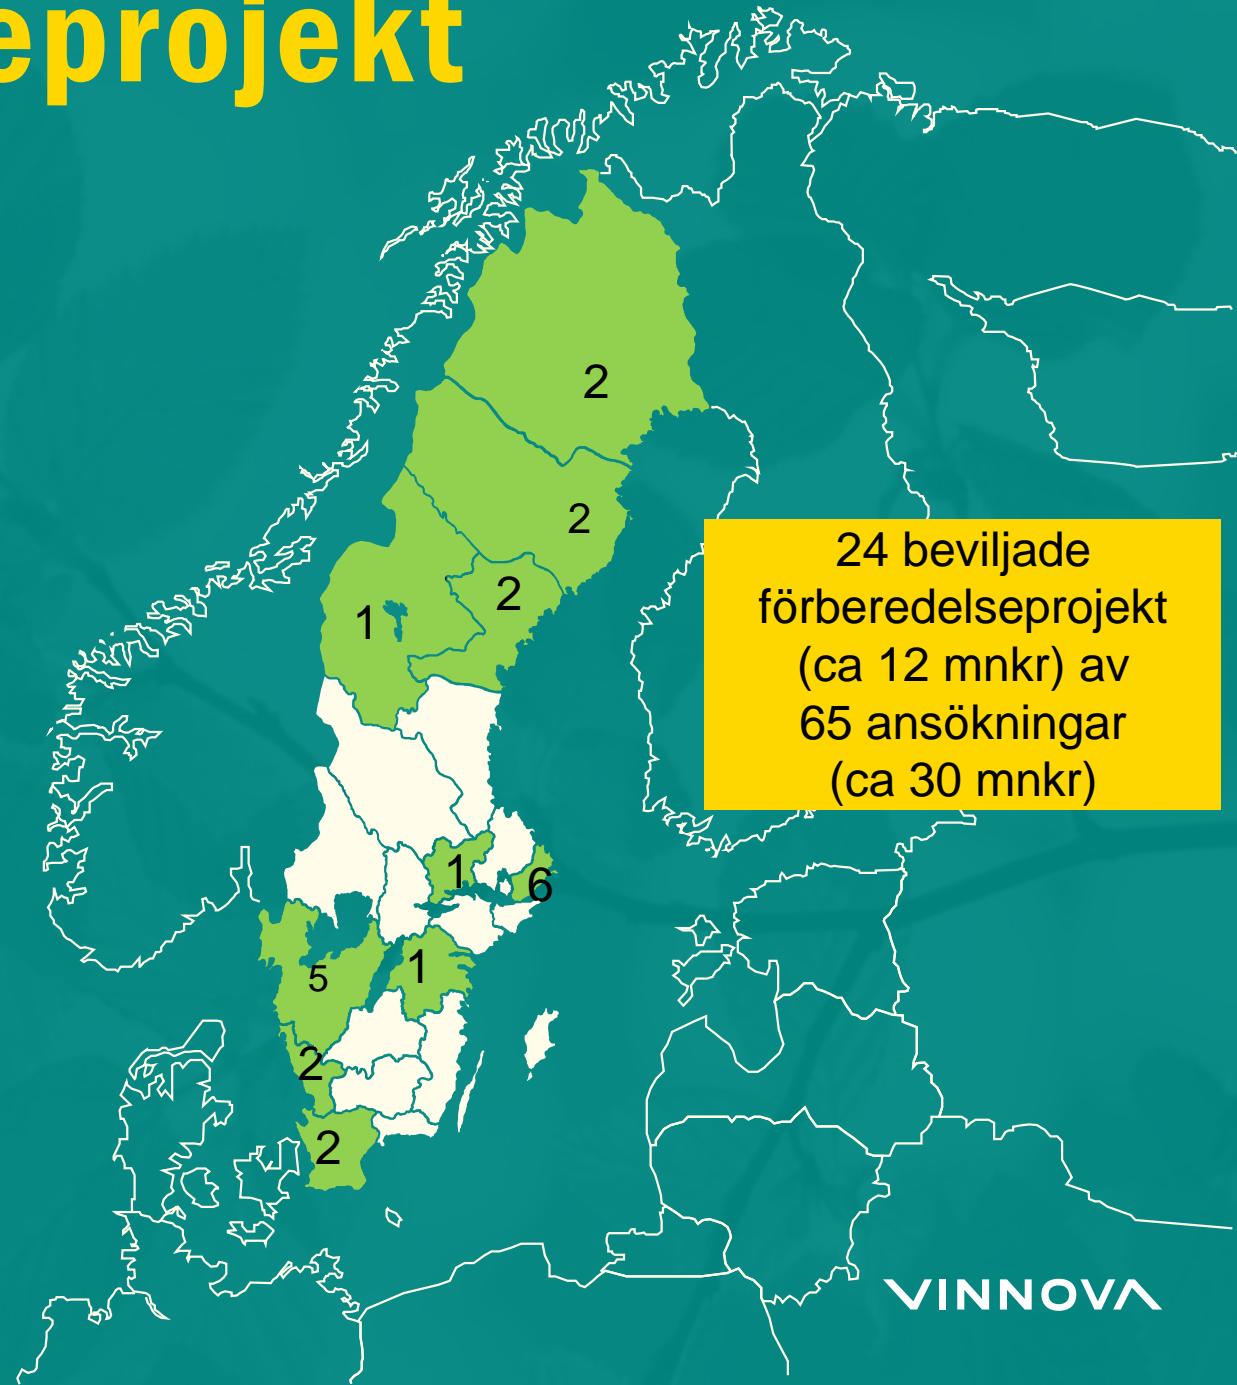 eprojekt
2
2
2
1
24 beviljade
förberedelseprojekt
(ca 12 mnkr) av
65 ansökningar
(ca 30 mnkr)
1
6
5
1
2
2
VINNOVA